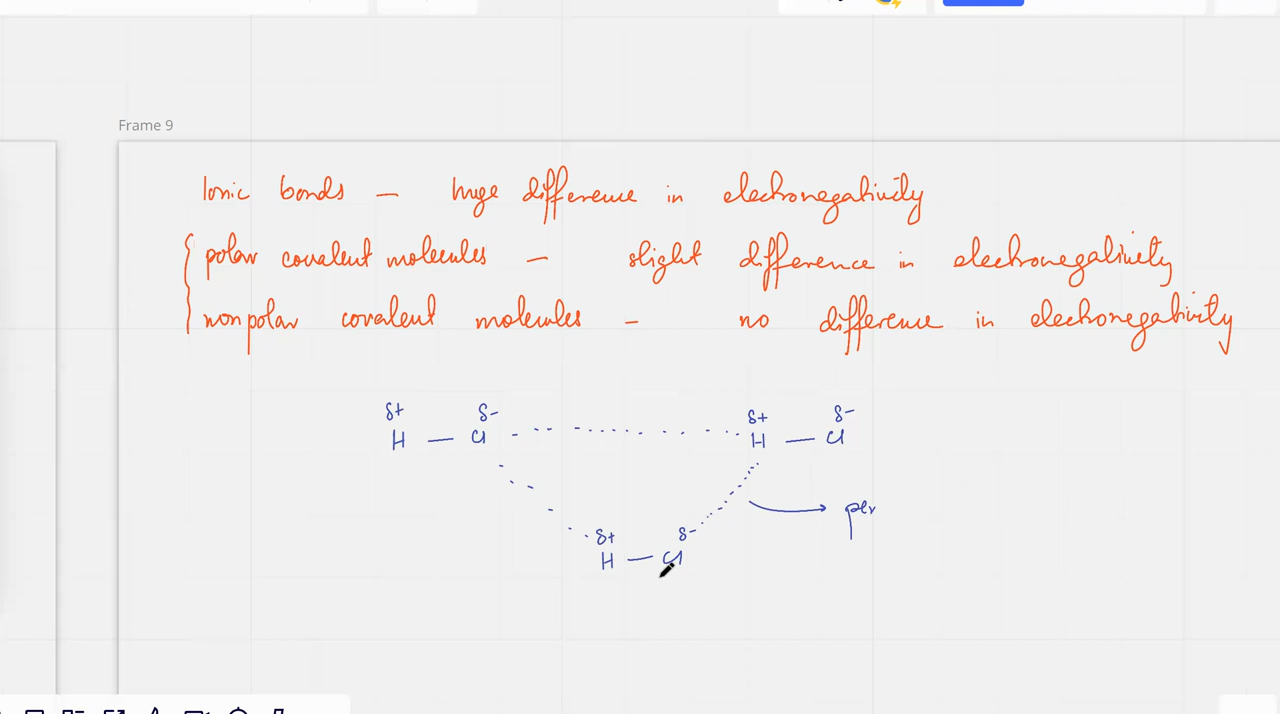 Frame 9
Ionic bonds — huge difference in electronegativity
polar covalent molecules — slight difference in electronegativity
nonpolar covalent molecules — no difference in electronegativity
δ+ δ- δ+ δ-
H — Cl H — Cl
per
δ+ δ-
H — Cl